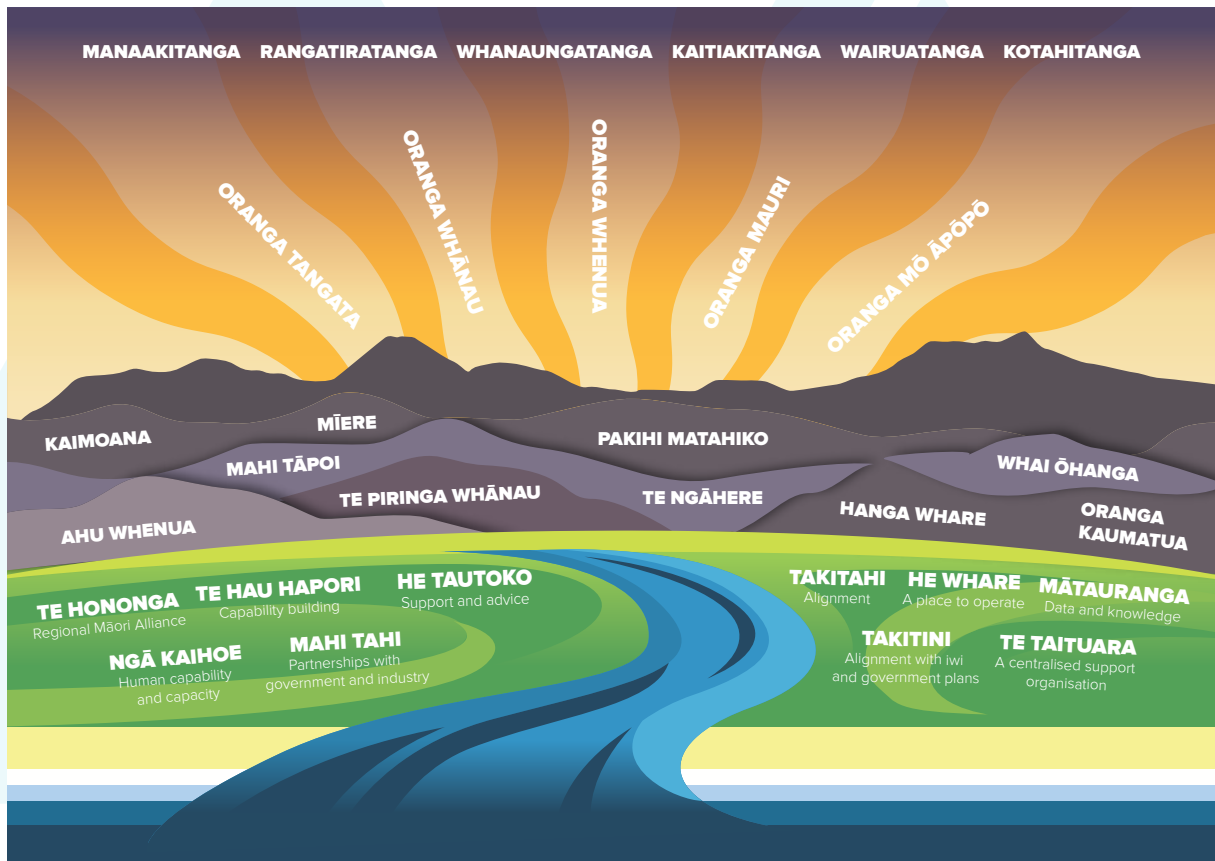 MANAAKITANGA RANGATIRATANGA WHANAUNGATANGA KAITIAKITANGA WAIRUATANGA KOTAHITANGA
ORANGA TANGATA
ORANGA WHĀNAU
ORANGA WHENUA
ORANGA MAURI
ORANGA MŌ ĀPŌPŌ
KAIMOANA
MĪERE
PAKIHI MATAHIKO
MAHI TĀPOI
WHAI ŌHANGA
TE PIRINGA WHĀNAU
TE NGĀHERE
AHU WHENUA
HANGA WHARE
ORANGA
KAUMATUA
TE HONONGA
Regional Māori Alliance
TE HAU HAPORI
Capability building
HE TAUTOKO
Support and advice
NGĀ KAIHOE
Human capability
and capacity
MAHI TAHI
Partnerships with
government and industry
TAKITAHI
Alignment
HE WHARE
A place to operate
MĀTAURANGA
Data and knowledge
TAKITINI
Alignment with iwi
and government plans
TE TAITUARA
A centralised support
organisation